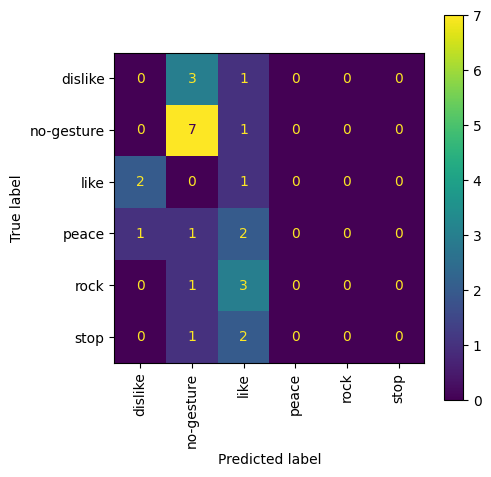 True label
dislike 0 3 1 0 0 0
no-gesture 0 7 1 0 0 0
like 2 0 1 0 0 0
peace 1 1 2 0 0 0
rock 0 1 3 0 0 0
stop 0 1 2 0 0 0
dislike no-gesture like peace rock stop
Predicted label
7
6
5
4
3
2
1
0